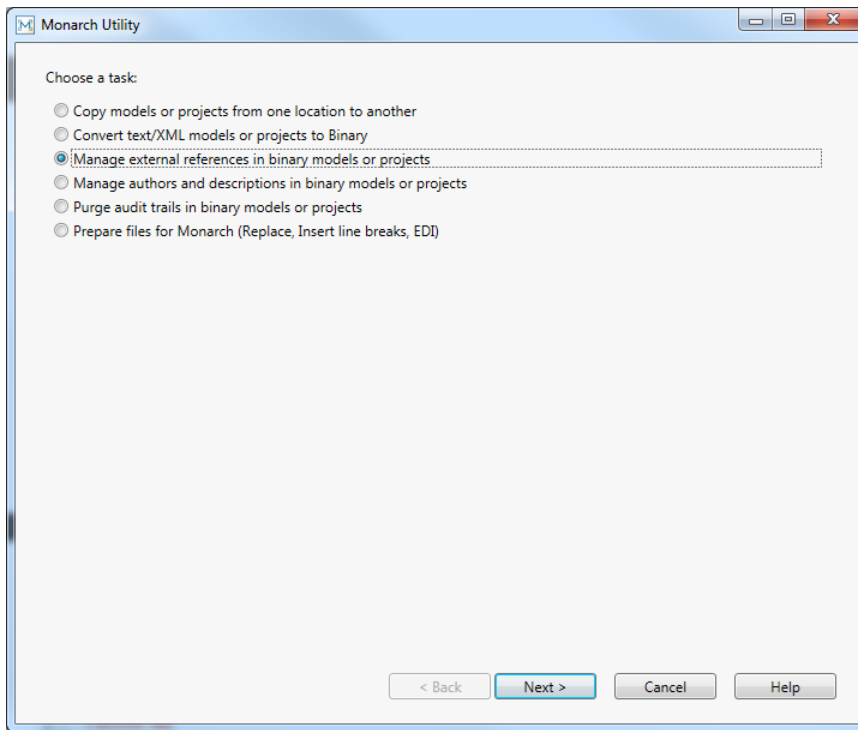 Monarch Utility
Choose a task:
Copy models or projects from one location to another
Convert text/XML models or projects to Binary
Manage external references in binary models or projects
Manage authors and descriptions in binary models or projects
Purge audit trails in binary models or projects
Prepare files for Monarch (Replace, Insert line breaks, EDI)
< Back Next > Cancel Help